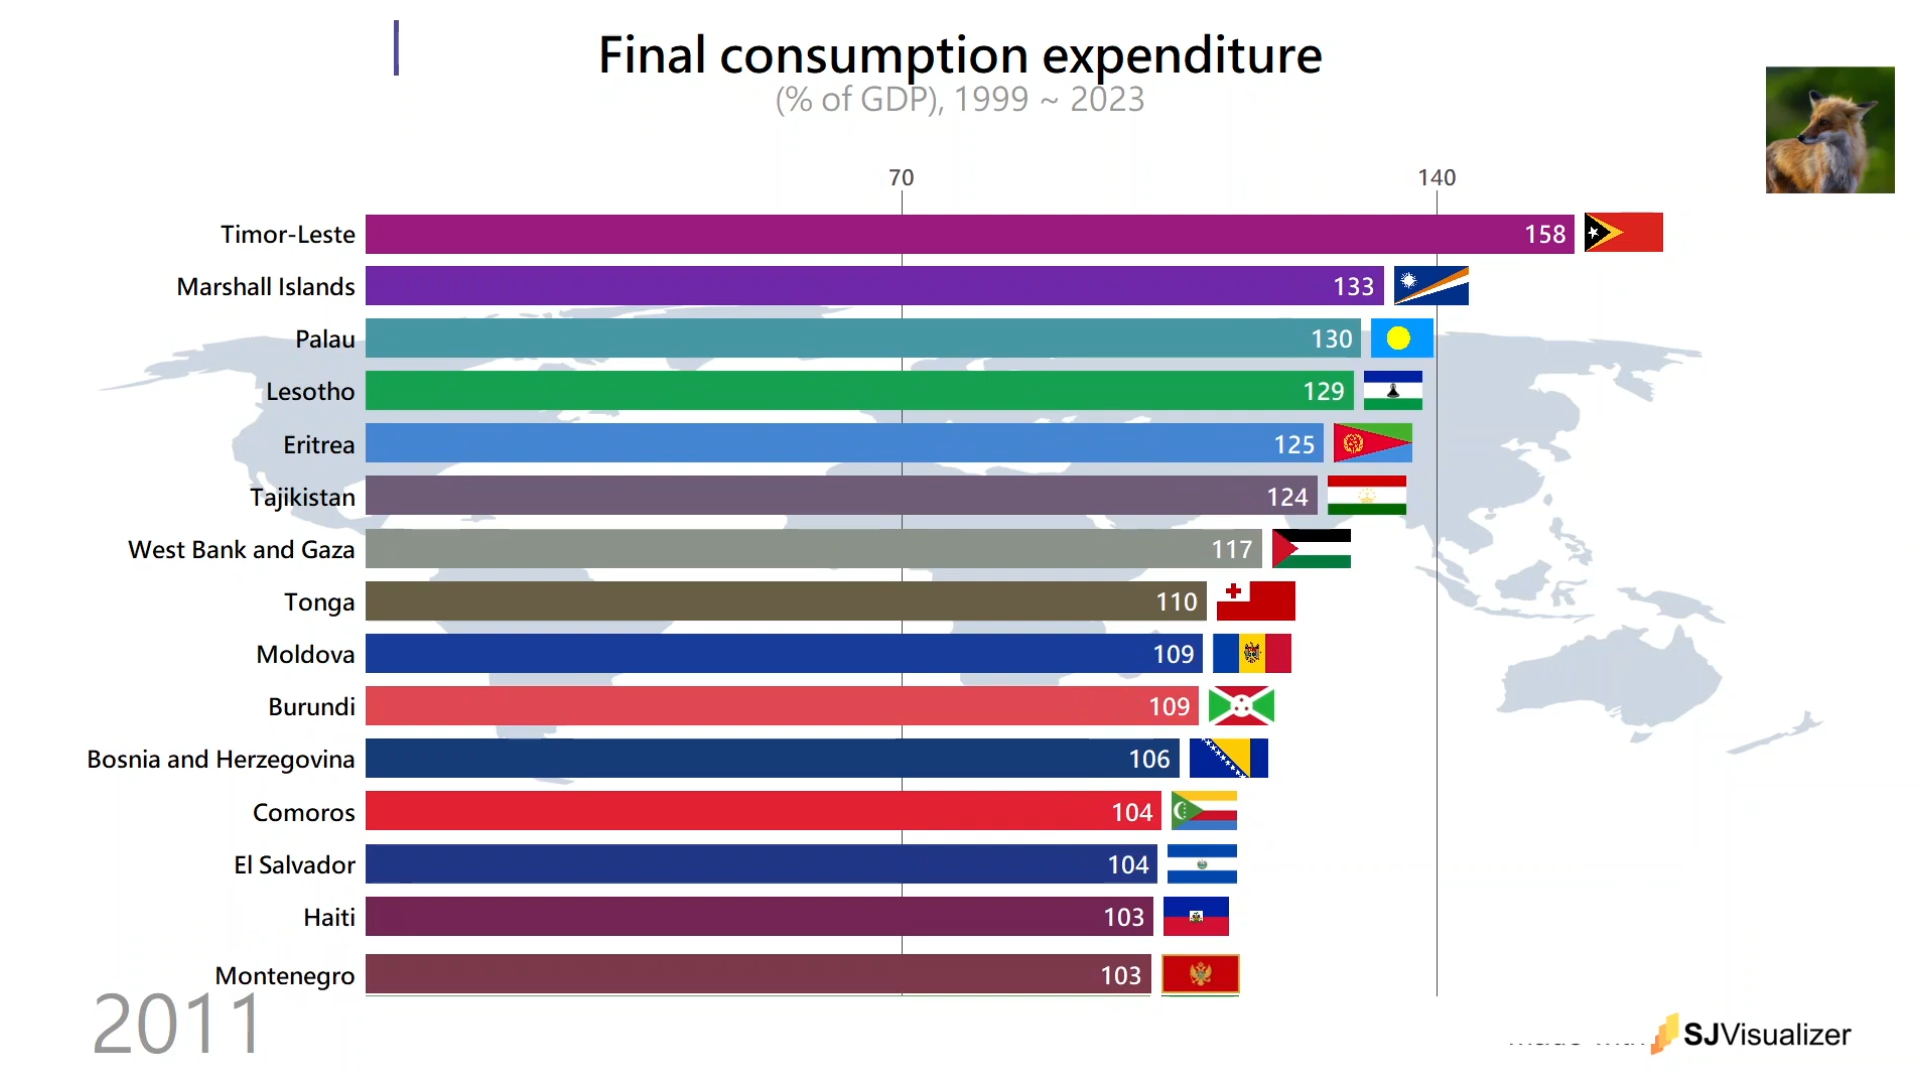 Final consumption expenditure
(% of GDP), 1999 ~ 2023
70 140
Timor-Leste 158
Marshall Islands 133
Palau 130
Lesotho 129
Eritrea 125
Tajikistan 124
West Bank and Gaza 117
Tonga 110
Moldova 109
Burundi 109
Bosnia and Herzegovina 106
Comoros 104
El Salvador 104
Haiti 103
Montenegro 103
2011
SJVisualizer